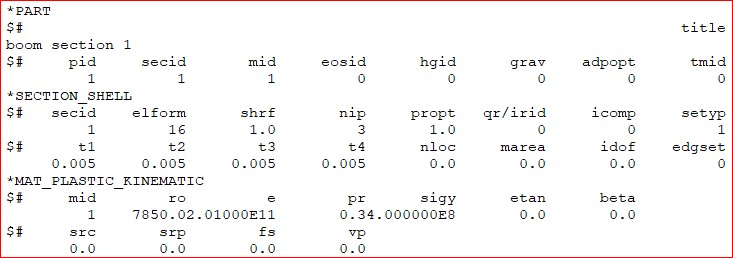 *PART
$#                                                                         title
boom section 1
$#     pid     secid       mid     eosid      hgid      grav    adpopt      tmid
         1         1         1         0         0         0         0         0
*SECTION_SHELL
$#   secid    elform      shrf       nip     propt   qr/irid     icomp     setyp
         1        16       1.0         3       1.0         0         0         1
$#      t1        t2        t3        t4      nloc     marea      idof    edgset
     0.005     0.005     0.005     0.005       0.0       0.0       0.0       0.0
*MAT_PLASTIC_KINEMATIC
$#     mid        ro         e        pr      sigy      etan      beta
         1    7850.02.01000E11       0.34.000000E8       0.0       0.0
$#     src       srp        fs        vp
       0.0       0.0       0.0       0.0